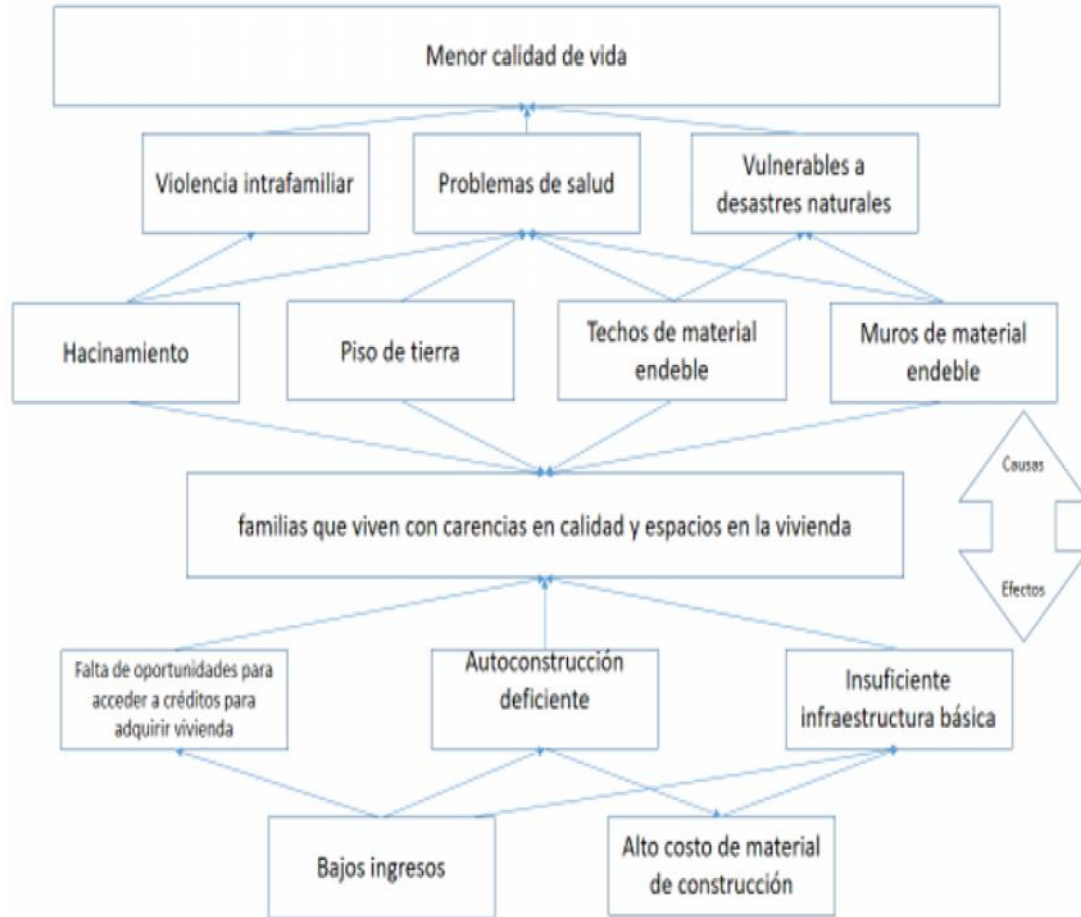 Menor calidad de vida
Violencia intrafamiliar
Problemas de salud
Vulnerables a
desastres naturales
Hacinamiento
Piso de tierra
Techos de material
endeble
Muros de material
endeble
Causas
familias que viven con carencias en calidad y espacios en la vivienda
Efectos
Falta de oportunidades para
acceder a créditos para
adquirir vivienda
Autoconstrucción
deficiente
Insuficiente
infraestructura básica
Bajos ingresos
Alto costo de material
de construcción